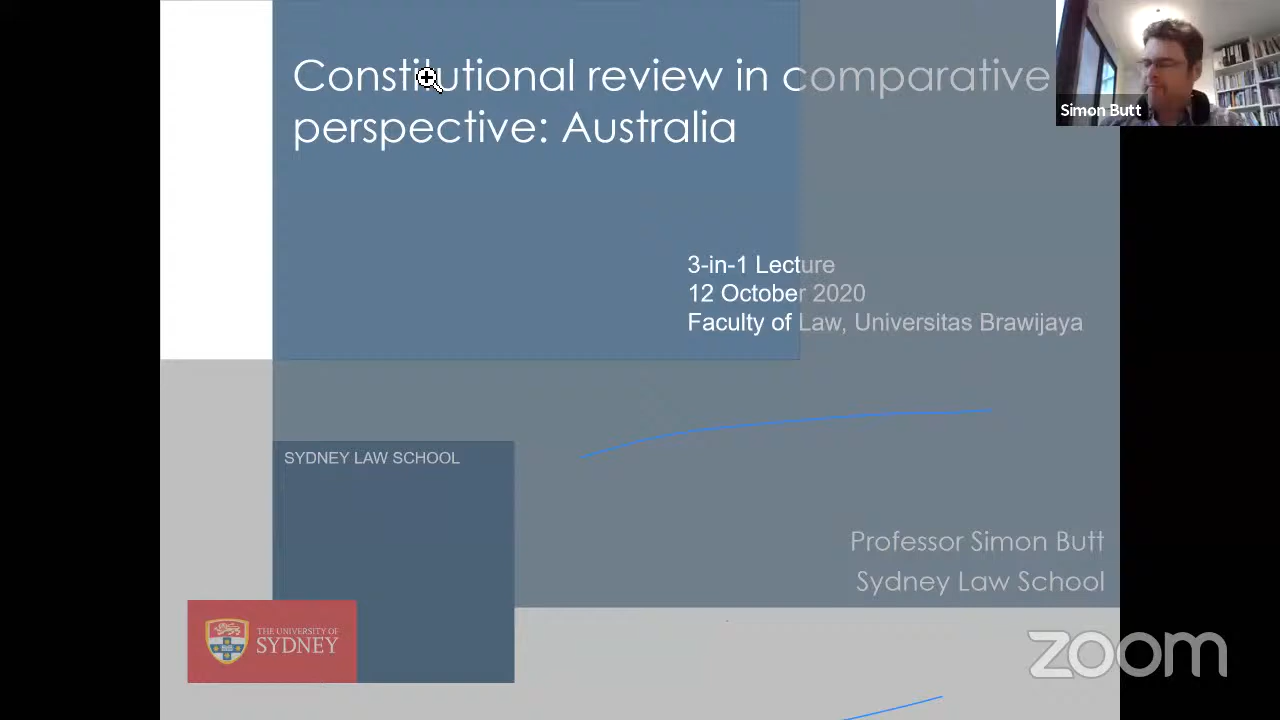 Constitutional review in comparative
perspective: Australia
Simon Butt
3-in-1 Lecture
12 October 2020
Faculty of Law, Universitas Brawijaya
SYDNEY LAW SCHOOL
Professor Simon Butt
Sydney Law School
THE UNIVERSITY OF
SYDNEY
zoom